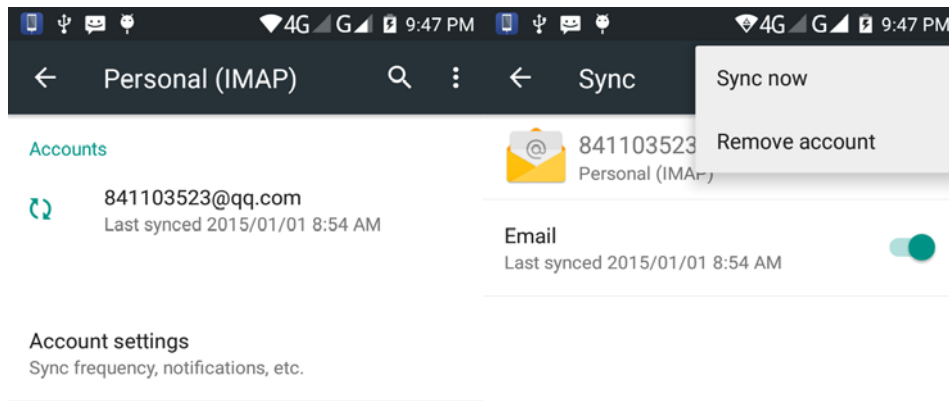 4G G 9:47 PM
Personal (IMAP)
Accounts
841103523@qq.com
Last synced 2015/01/01 8:54 AM
Account settings
Sync frequency, notifications, etc.
4G G 9:47 PM
Sync
Sync now
Remove account
841103523
Personal (IMAP)
Email
Last synced 2015/01/01 8:54 AM